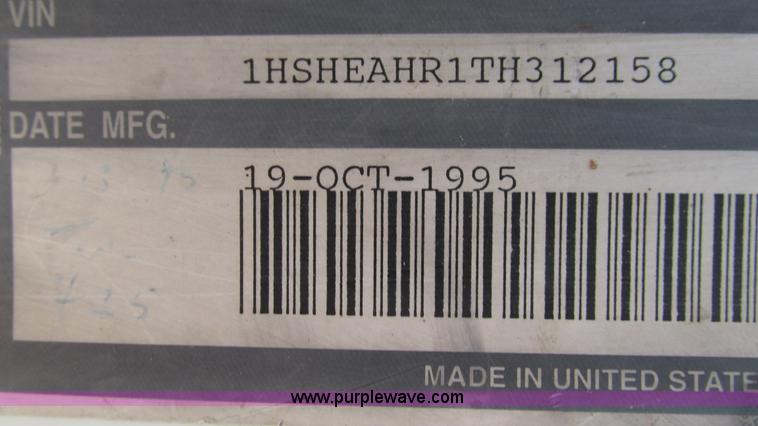 VIN
1HSHEAHR1TH312158
DATE MFG.
19-OCT-1995
MADE IN UNITED STATE
www.purplewave.com